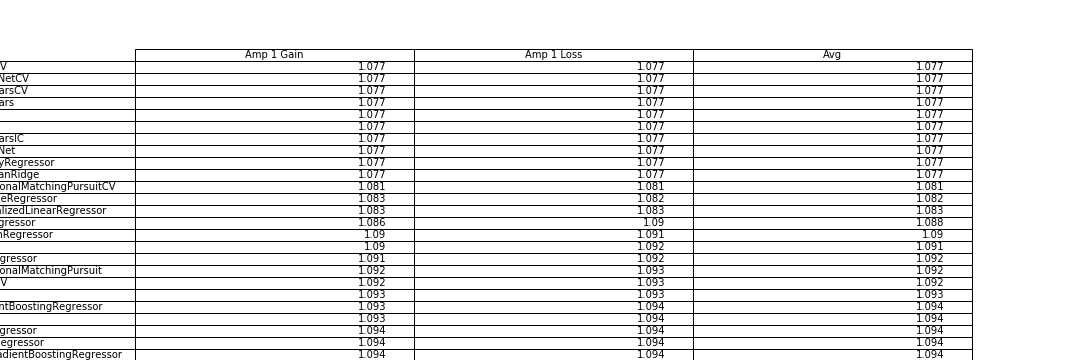 Amp 1 Gain Amp 1 Loss Avg
V 1.077 1.077 1.077
NetCV 1.077 1.077 1.077
arsCV 1.077 1.077 1.077
ars 1.077 1.077 1.077
1.077 1.077 1.077
1.077 1.077 1.077
arsIC 1.077 1.077 1.077
Net 1.077 1.077 1.077
yRegressor 1.077 1.077 1.077
anRidge 1.077 1.077 1.077
onalMatchingPursuitCV 1.081 1.081 1.081
eRegressor 1.083 1.082 1.082
alizedLinearRegressor 1.083 1.083 1.083
gressor 1.086 1.09 1.088
nRegressor 1.09 1.091 1.09
1.09 1.092 1.091
gressor 1.091 1.092 1.092
onalMatchingPursuit 1.092 1.093 1.092
V 1.092 1.093 1.092
1.093 1.093 1.093
ntBoostingRegressor 1.093 1.094 1.094
1.093 1.094 1.094
gressor 1.094 1.094 1.094
egressor 1.094 1.094 1.094
adientBoostingRegressor 1.094 1.094 1.094